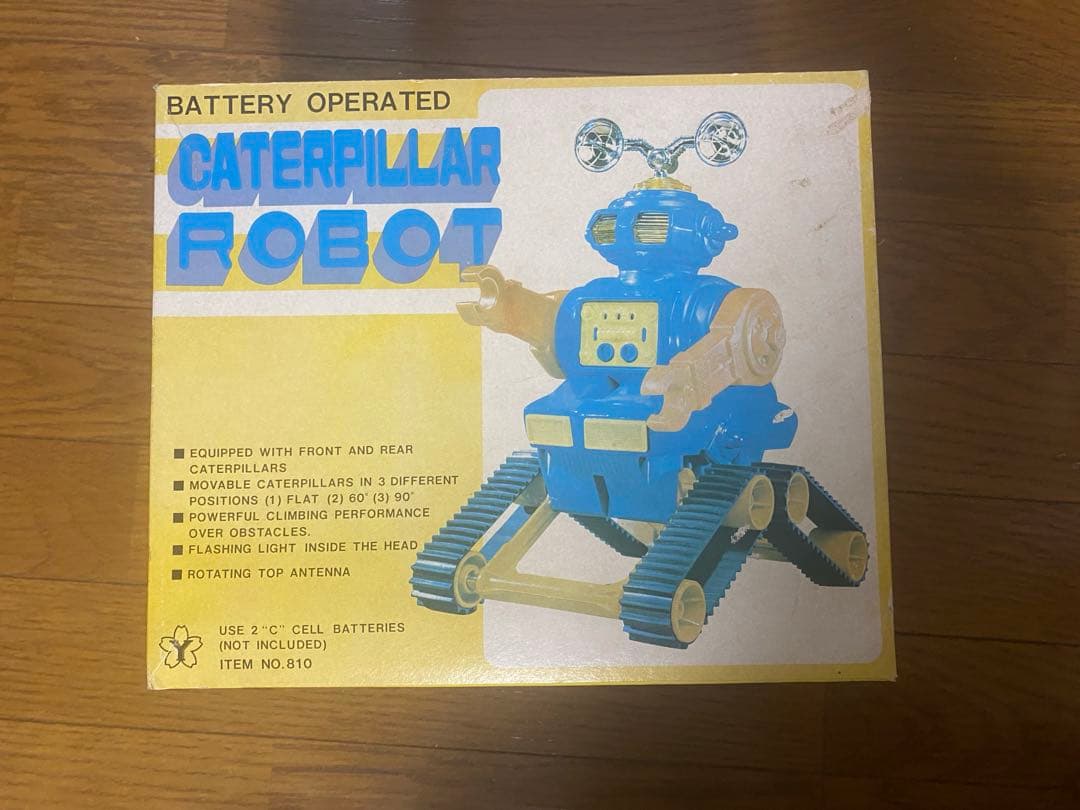 BATTERY OPERATED
CATERPILLAR
ROBOT
■ EQUIPPED WITH FRONT AND REAR
CATERPILLARS
■ MOVABLE CATERPILLARS IN 3 DIFFERENT
POSITIONS (1) FLAT (2) 60° (3) 90°
■ POWERFUL CLIMBING PERFORMANCE
OVER OBSTACLES.
■ FLASHING LIGHT INSIDE THE HEAD
■ ROTATING TOP ANTENNA
Y
USE 2 "C" CELL BATTERIES
(NOT INCLUDED)
ITEM NO.810